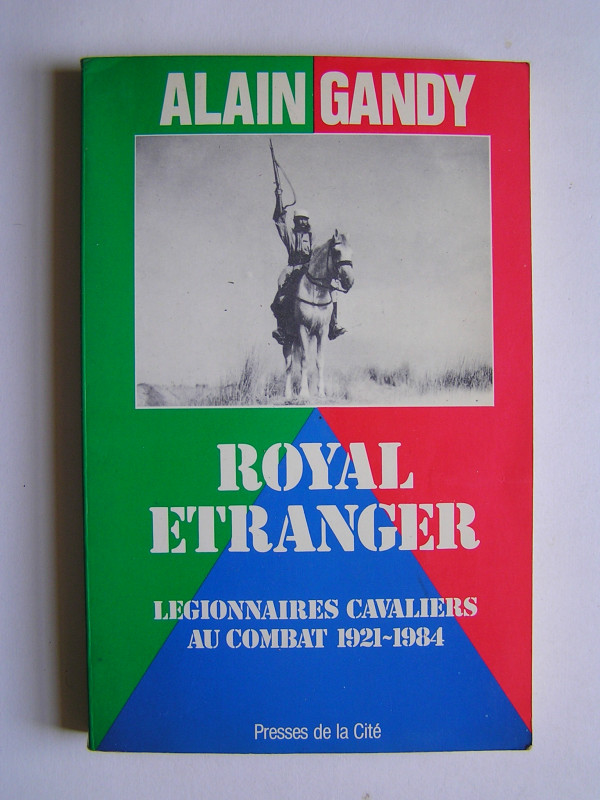 ALAIN GANDY
ROYAL
ETRANGER
LEGIONNAIRES CAVALIERS
AU COMBAT 1921~1984
Presses de la Cité